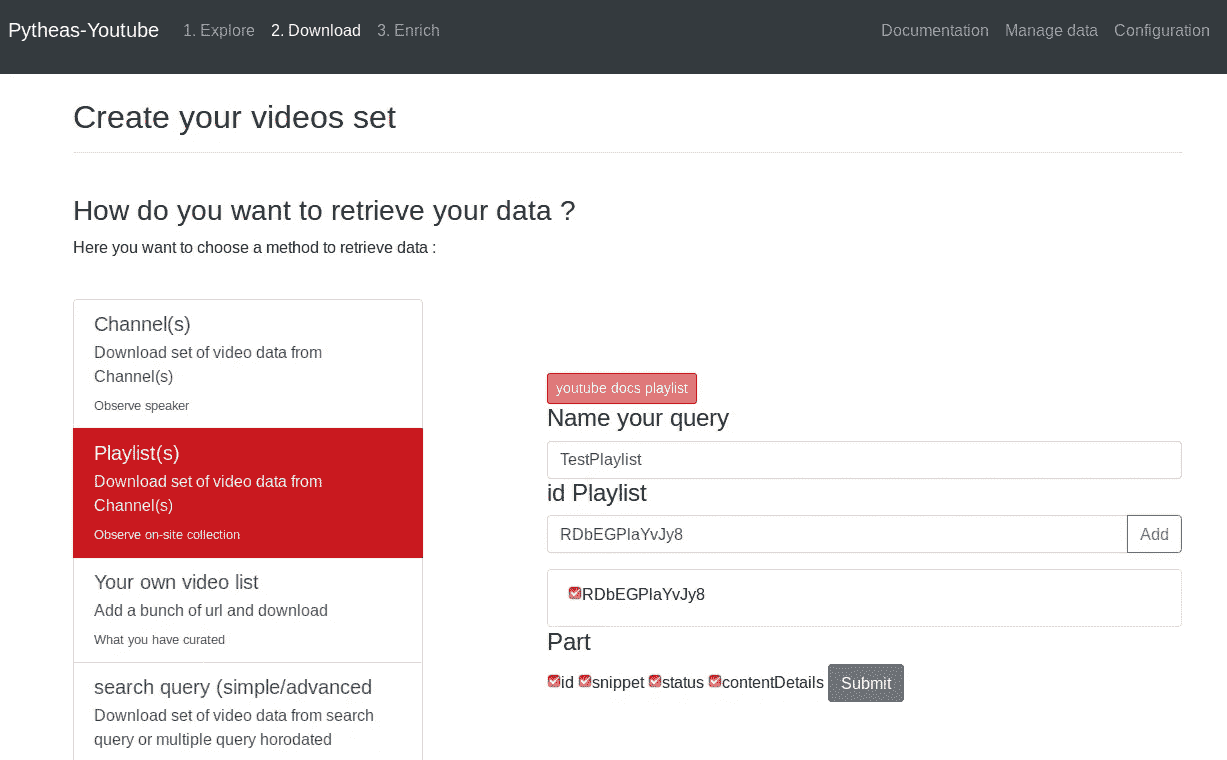 Pytheas-Youtube 1. Explore 2. Download 3. Enrich Documentation Manage data Configuration
Create your videos set
How do you want to retrieve your data ?
Here you want to choose a method to retrieve data :
Channel(s)
Download set of video data from
Channel(s)
Observe speaker
Playlist(s)
Download set of video data from
Channel(s)
Observe on-site collection
Your own video list
Add a bunch of url and download
What you have curated
search query (simple/advanced
Download set of video data from search
query or multiple query horodated
youtube docs playlist
Name your query
TestPlaylist
id Playlist
RDbEGPlaYvJy8 Add
RDbEGPlaYvJy8
Part
id snippet status contentDetails Submit